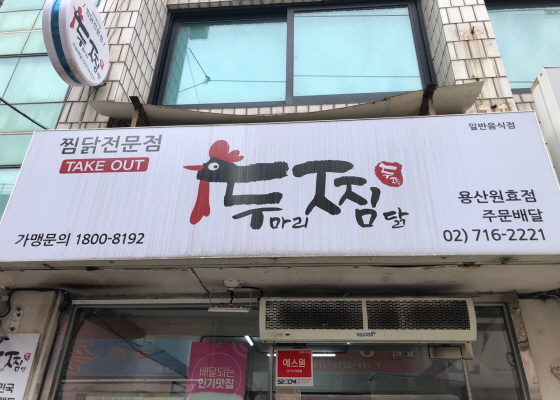 찜닭전문점
TAKE OUT
가맹문의 1800-8192
두마리찜닭
두찜
일반음식점
용산원효점
주문배달
02) 716-2221
배달되는
인기맛집
에스원
SECOM
두찜